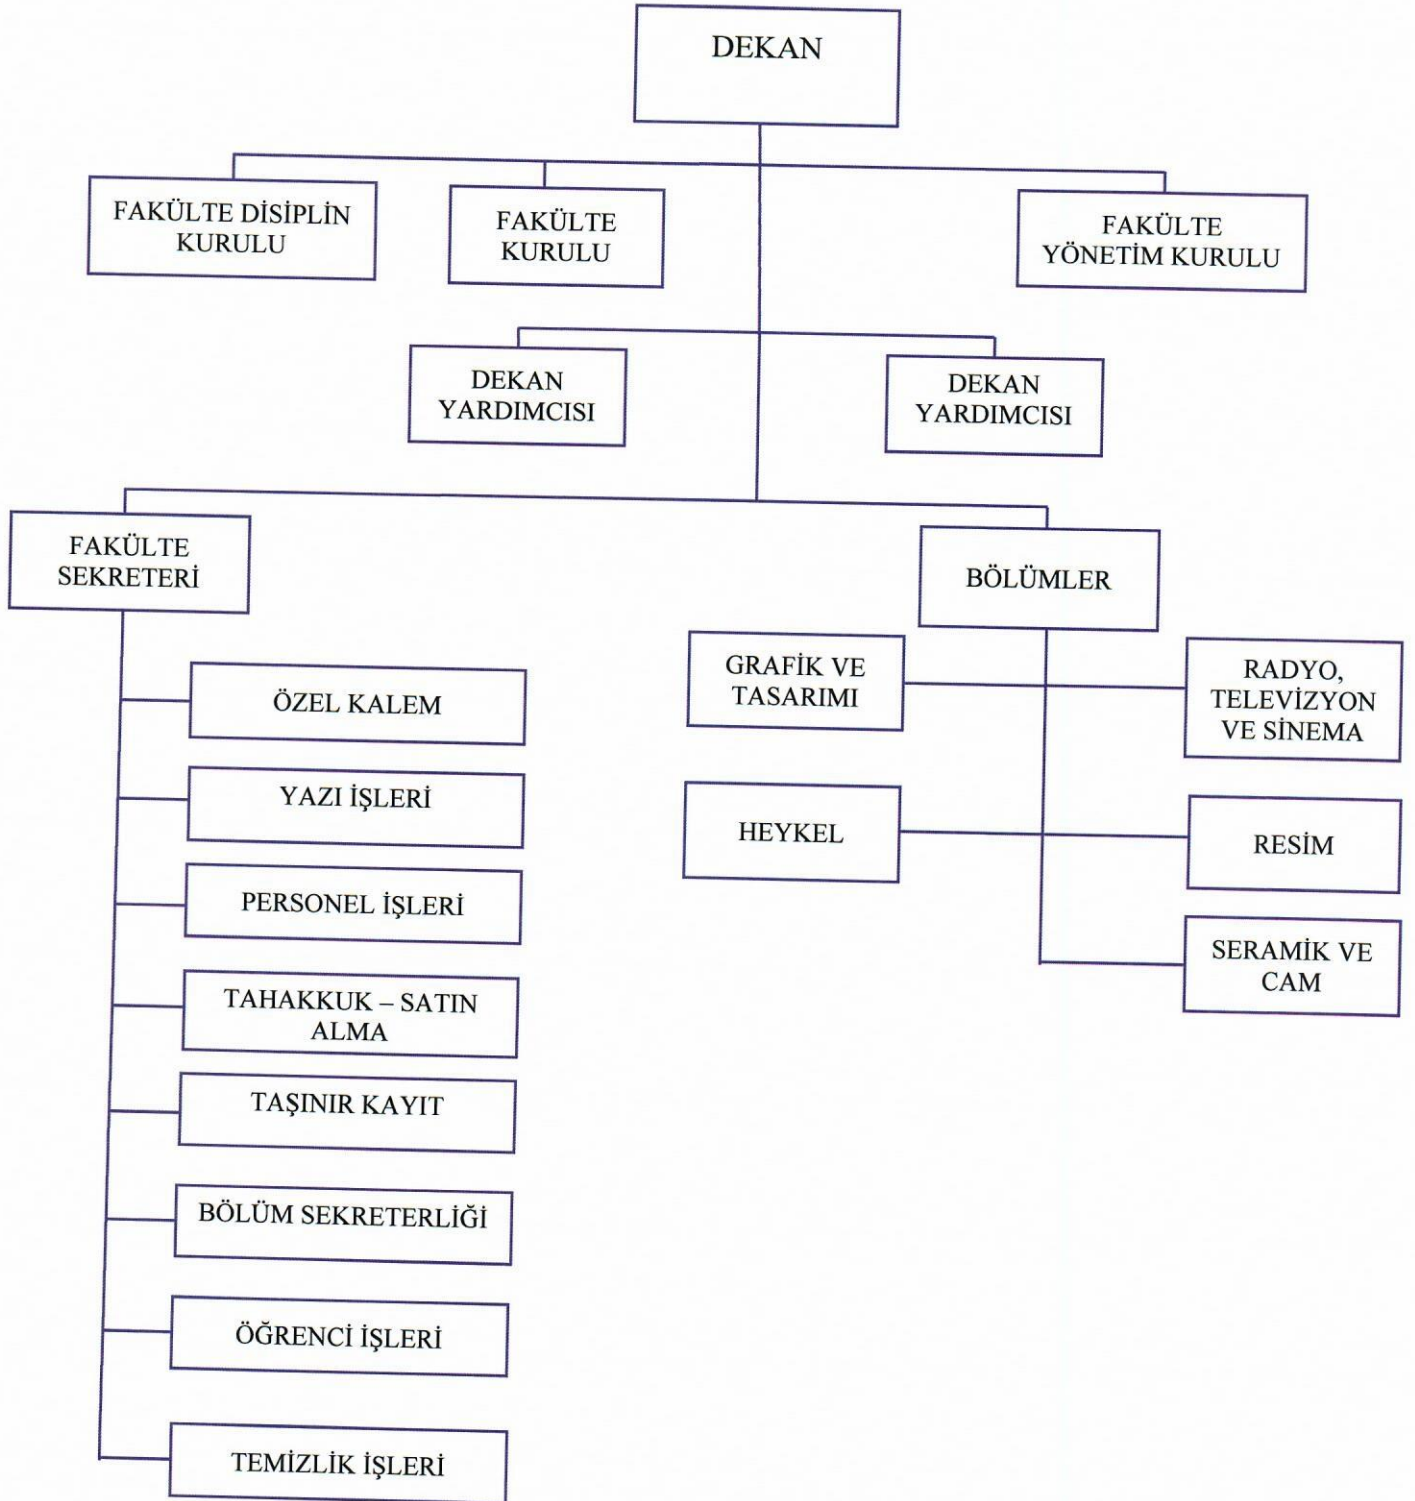 DEKAN
FAKÜLTE DİSİPLİN
KURULU
FAKÜLTE
KURULU
FAKÜLTE
YÖNETİM KURULU
DEKAN
YARDIMCISI
DEKAN
YARDIMCISI
FAKÜLTE
SEKRETERİ
BÖLÜMLER
ÖZEL KALEM
YAZI İŞLERİ
PERSONEL İŞLERİ
TAHAKKUK – SATIN
ALMA
TAŞINIR KAYIT
BÖLÜM SEKRETERLİĞİ
ÖĞRENCİ İŞLERİ
TEMİZLİK İŞLERİ
GRAFİK VE
TASARIMI
RADYO,
TELEVİZYON
VE SİNEMA
HEYKEL
RESİM
SERAMİK VE
CAM